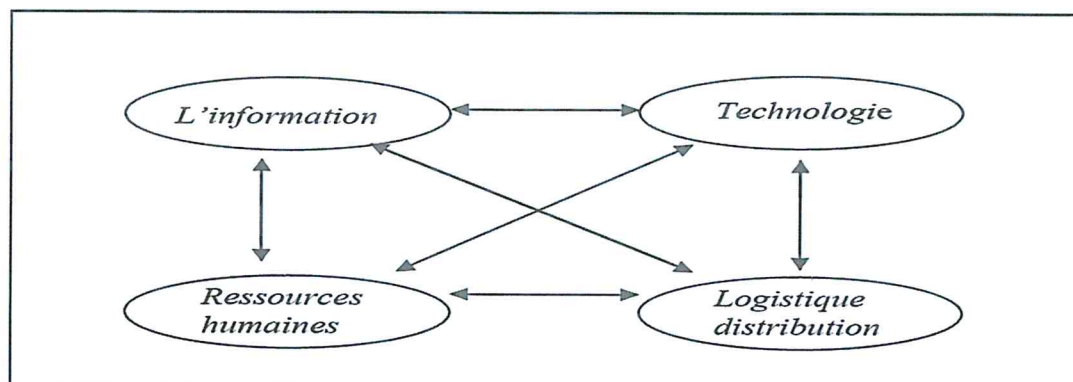 L'information
Technologie
Ressources
humaines
Logistique
distribution